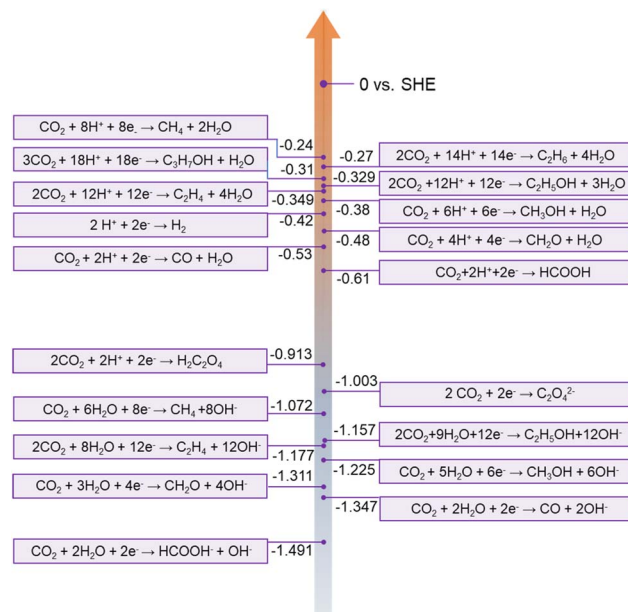 0 vs. SHE
CO₂ + 8H⁺ + 8e₋ → CH₄ + 2H₂O
-0.24
-0.27
2CO₂ + 14H⁺ + 14e⁻ → C₂H₆ + 4H₂O
3CO₂ + 18H⁺ + 18e⁻ → C₃H₇OH + H₂O
-0.31
-0.329
2CO₂ +12H⁺ + 12e⁻ → C₂H₅OH + 3H₂O
2CO₂ + 12H⁺ + 12e⁻ → C₂H₄ + 4H₂O
-0.349
-0.38
CO₂ + 6H⁺ + 6e⁻ → CH₃OH + H₂O
2 H⁺ + 2e⁻ → H₂
-0.42
-0.48
CO₂ + 4H⁺ + 4e⁻ → CH₂O + H₂O
CO₂ + 2H⁺ + 2e⁻ → CO + H₂O
-0.53
-0.61
CO₂+2H⁺+2e⁻ → HCOOH
2CO₂ + 2H⁺ + 2e⁻ → H₂C₂O₄
-0.913
-1.003
2 CO₂ + 2e⁻ → C₂O₄²⁻
CO₂ + 6H₂O + 8e⁻ → CH₄ +8OH⁻
-1.072
-1.157
2CO₂+9H₂O+12e⁻ → C₂H₅OH+12OH⁻
2CO₂ + 8H₂O + 12e⁻ → C₂H₄ + 12OH⁻
-1.177
-1.225
CO₂ + 5H₂O + 6e⁻ → CH₃OH + 6OH⁻
CO₂ + 3H₂O + 4e⁻ → CH₂O + 4OH⁻
-1.311
-1.347
CO₂ + 2H₂O + 2e⁻ → CO + 2OH⁻
CO₂ + 2H₂O + 2e⁻ → HCOOH⁻ + OH⁻
-1.491